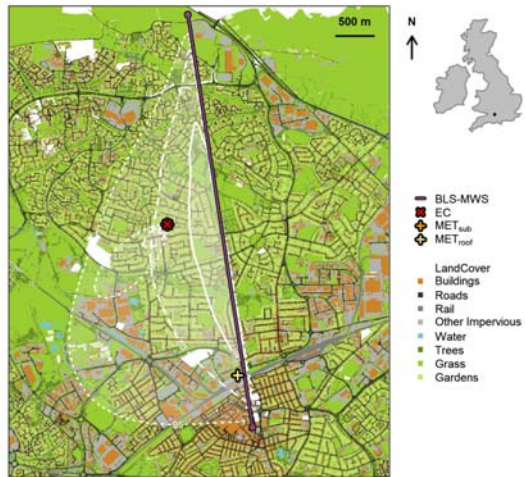 500 m
N
BLS-MWS
EC
METsub
METroof
LandCover
Buildings
Roads
Rail
Other Impervious
Water
Trees
Grass
Gardens